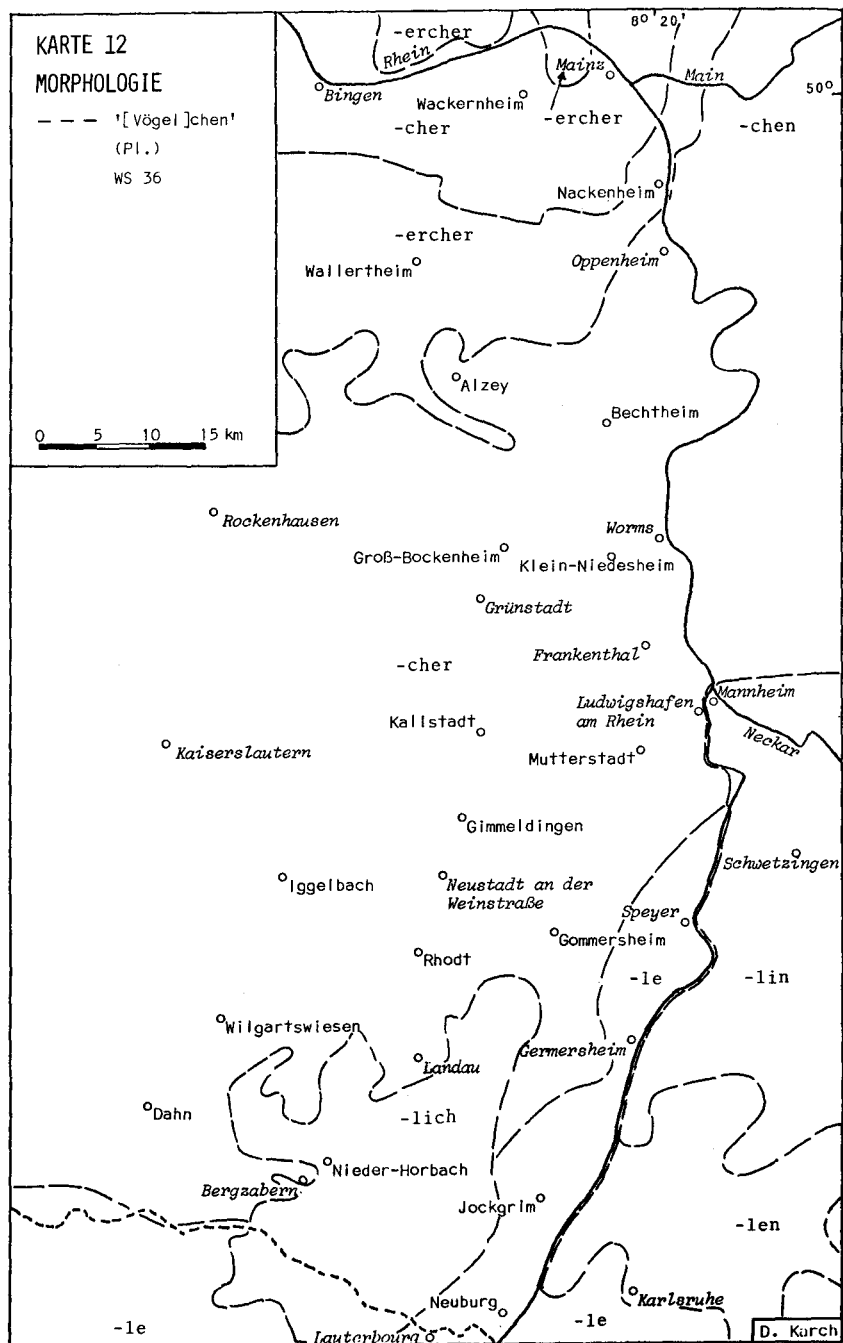 KARTE 12
MORPHOLOGIE
'[Vögel]chen'
(Pl.)
WS 36
0 5 10 15 km
8° 20'
-ercher
Rhein
Mainz
Main
Bingen
Wackernheim
50°
-cher
-ercher
-chen
Nackenheim
-ercher
Wallertheim
Oppenheim
Alzey
Bechtheim
Rockenhausen
Worms
Groß-Bockenheim
Klein-Niedesheim
Grünstadt
Frankenthal
-cher
Ludwigshafen
am Rhein
Mannheim
Kallstadt
Neckar
Kaiserslautern
Mutterstadt
Gimmeldingen
Schwetzingen
Iggelbach
Neustadt an der
Weinstraße
Speyer
Gommersheim
Rhodt
-le
-lin
Wilgartswiesen
Germersheim
Landau
Dahn
-lich
Nieder-Horbach
Bergzabern
Jockgrim
-len
Karlsruhe
Neuburg
-le
-le
Lauterbourg
D. Karch